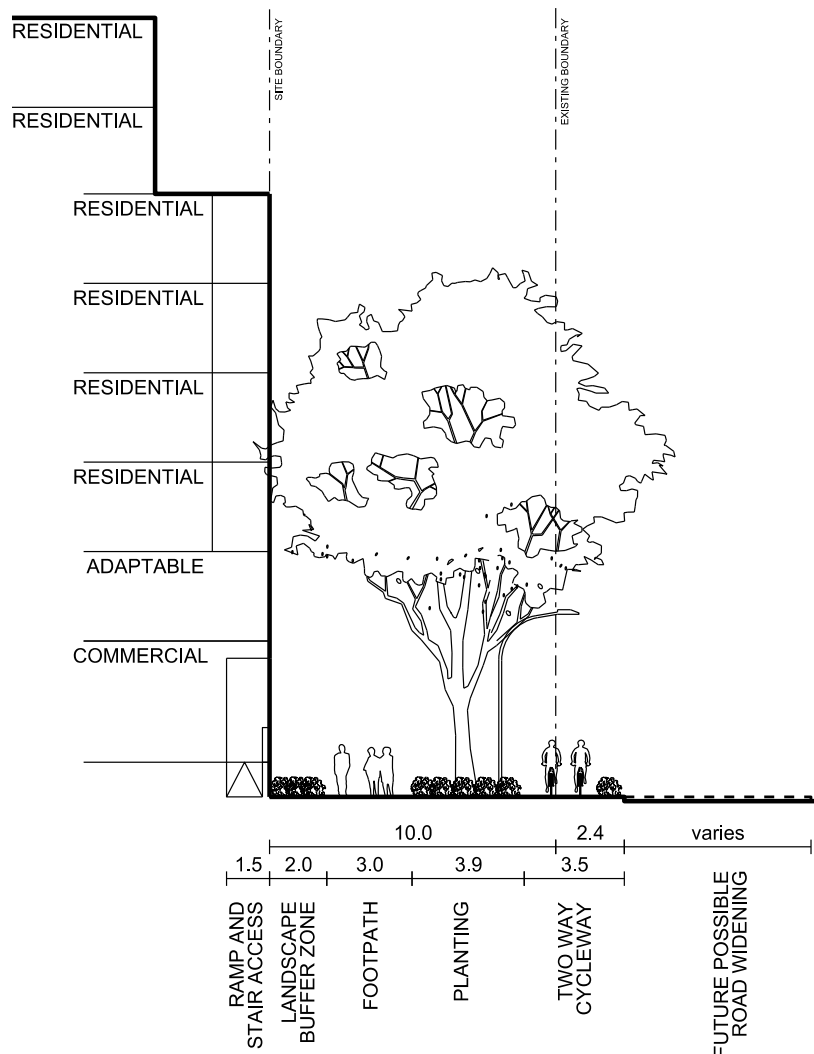 RESIDENTIAL
RESIDENTIAL
SITE BOUNDARY
EXISTING BOUNDARY
RESIDENTIAL
RESIDENTIAL
RESIDENTIAL
RESIDENTIAL
ADAPTABLE
COMMERCIAL
10.0 2.4 varies
1.5 2.0 3.0 3.9 3.5
RAMP AND
STAIR ACCESS
LANDSCAPE
BUFFER ZONE
FOOTPATH
PLANTING
TWO WAY
CYCLEWAY
FUTURE POSSIBLE
ROAD WIDENING